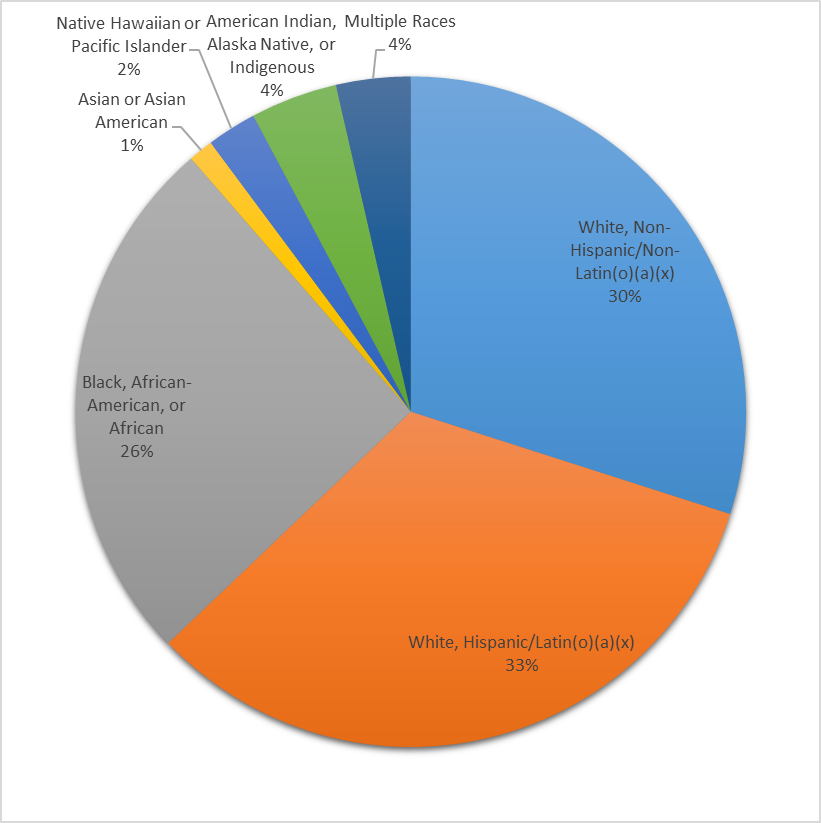 Native Hawaiian or
Pacific Islander
2%
American Indian,
Alaska Native, or
Indigenous
4%
Multiple Races
4%
Asian or Asian
American
1%
White, Non-
Hispanic/Non-
Latin(o)(a)(x)
30%
Black, African-
American, or
African
26%
White, Hispanic/Latin(o)(a)(x)
33%